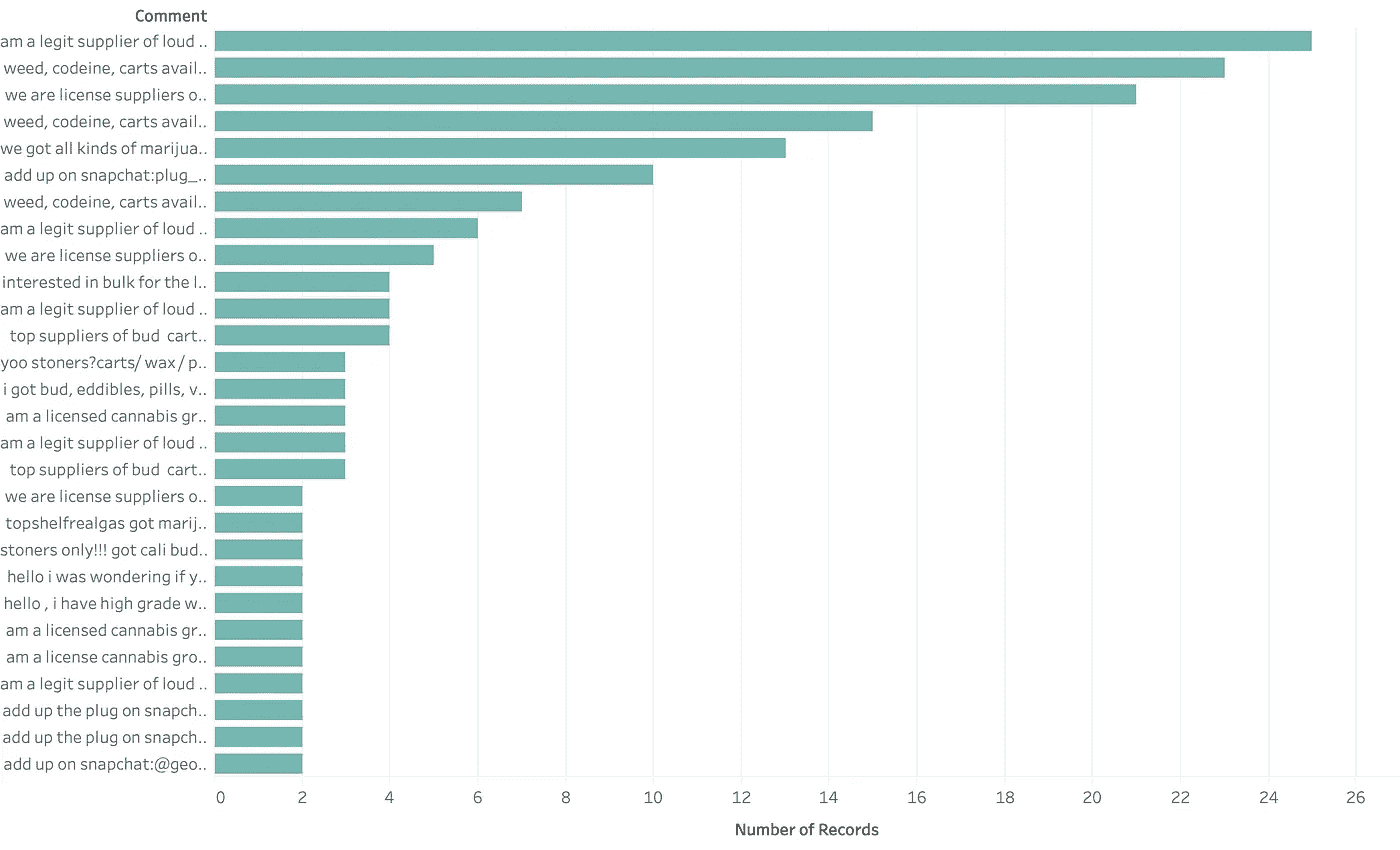 Comment
am a legit supplier of loud ..
weed, codeine, carts avail..
we are license suppliers o..
weed, codeine, carts avail..
we got all kinds of marijua..
add up on snapchat:plug_..
weed, codeine, carts avail..
am a legit supplier of loud ..
we are license suppliers o..
interested in bulk for the l..
am a legit supplier of loud ..
top suppliers of bud  cart..
yoo stoners?carts/ wax / p..
i got bud, eddibles, pills, v..
am a licensed cannabis gr..
am a legit supplier of loud ..
top suppliers of bud  cart..
we are license suppliers o..
topshelfrealgas got marij..
stoners only!!! got cali bud..
hello i was wondering if y..
hello , i have high grade w..
am a licensed cannabis gr..
am a license cannabis gro..
am a legit supplier of loud ..
add up the plug on snapch..
add up the plug on snapch..
add up on snapchat:@geo..
0 2 4 6 8 10 12 14 16 18 20 22 24 26
Number of Records